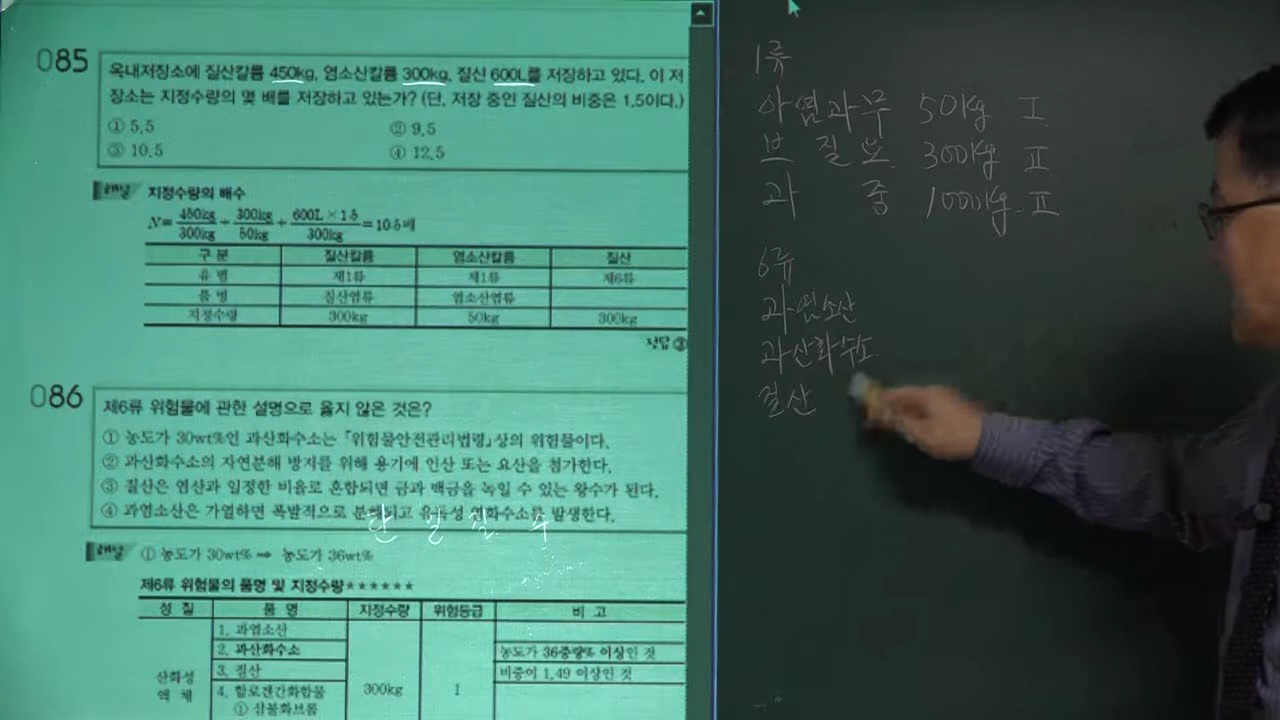 085
옥내저장소에 질산칼륨 450kg, 염소산칼륨 300kg, 질산 600L를 저장하고 있다. 이 저
장소는 지정수량의 몇 배를 저장하고 있는가? (단, 저장 중인 질산의 비중은 1.5이다.)
① 5.5 ② 9.5
③ 10.5 ④ 12.5
해설 지정수량의 배수
N= 450kg/300kg + 300kg/50kg + 600L × 1.5/300kg = 10.5배
구 분 질산칼륨 염소산칼륨 질산
유 별 제1류 제1류 제6류
품 명 질산염류 염소산염류
지정수량 300kg 50kg 300kg
정답 ③
086
제6류 위험물에 관한 설명으로 옳지 않은 것은?
① 농도가 30wt%인 과산화수소는 「위험물안전관리법령」상의 위험물이다.
② 과산화수소의 자연분해 방지를 위해 용기에 인산 또는 요산을 첨가한다.
③ 질산은 염산과 일정한 비율로 혼합되면 금과 백금을 녹일 수 있는 왕수가 된다.
④ 과염소산은 가열하면 폭발적으로 분해되고 유독성 염화수소를 발생한다.
해설 ① 농도가 30wt% ⇒ 농도가 36wt%
제6류 위험물의 품명 및 지정수량★★★★★★
성 질 품 명 지정수량 위험등급 비 고
1. 과염소산
2. 과산화수소 농도가 36중량% 이상인 것
3. 질산 비중이 1.49 이상인 것
산화성
액 체
4. 할로겐간화합물 300kg I
① 삼불화브롬
1류
아염과무 50kg I
브질요 300kg II
과 중 1000kg II
6류
과염소산
과산화수소
질산